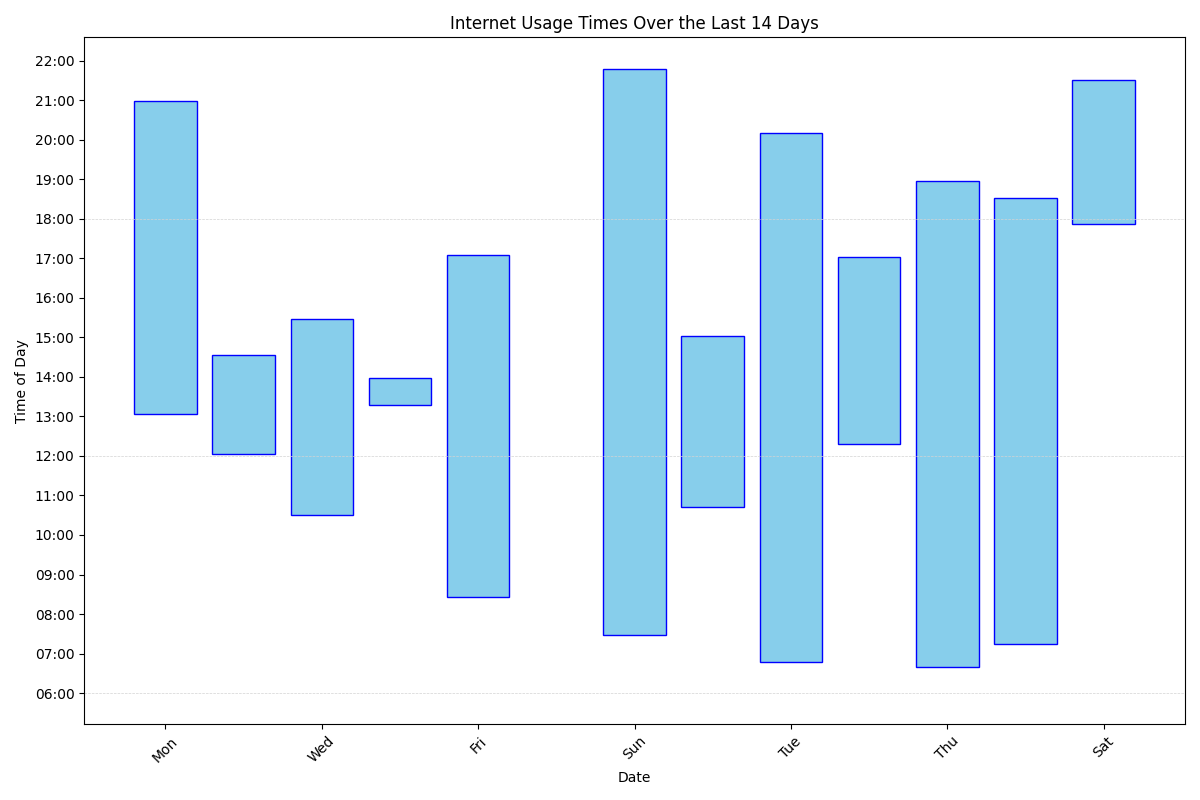 Internet Usage Times Over the Last 14 Days
22:00
21:00
20:00
19:00
18:00
17:00
16:00
15:00
14:00
13:00
12:00
11:00
10:00
09:00
08:00
07:00
06:00
Time of Day
Mon
Wed
Fri
Sun
Tue
Thu
Sat
Date